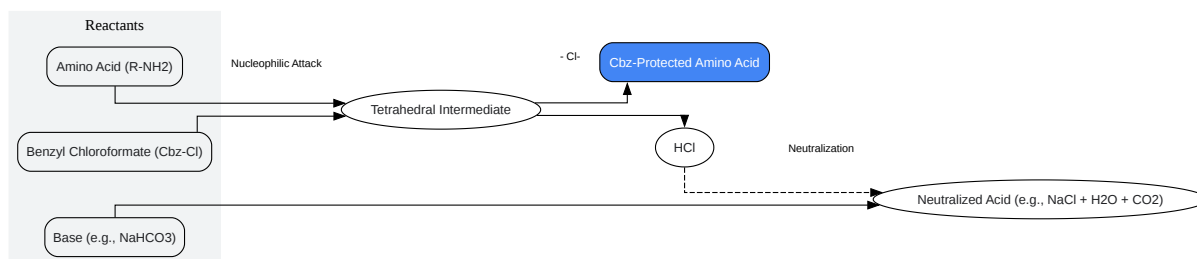 Reactants
Amino Acid (R-NH2)
Nucleophilic Attack
- Cl-
Cbz-Protected Amino Acid
Tetrahedral Intermediate
Benzyl Chloroformate (Cbz-Cl)
HCl
Neutralization
Neutralized Acid (e.g., NaCl + H2O + CO2)
Base (e.g., NaHCO3)